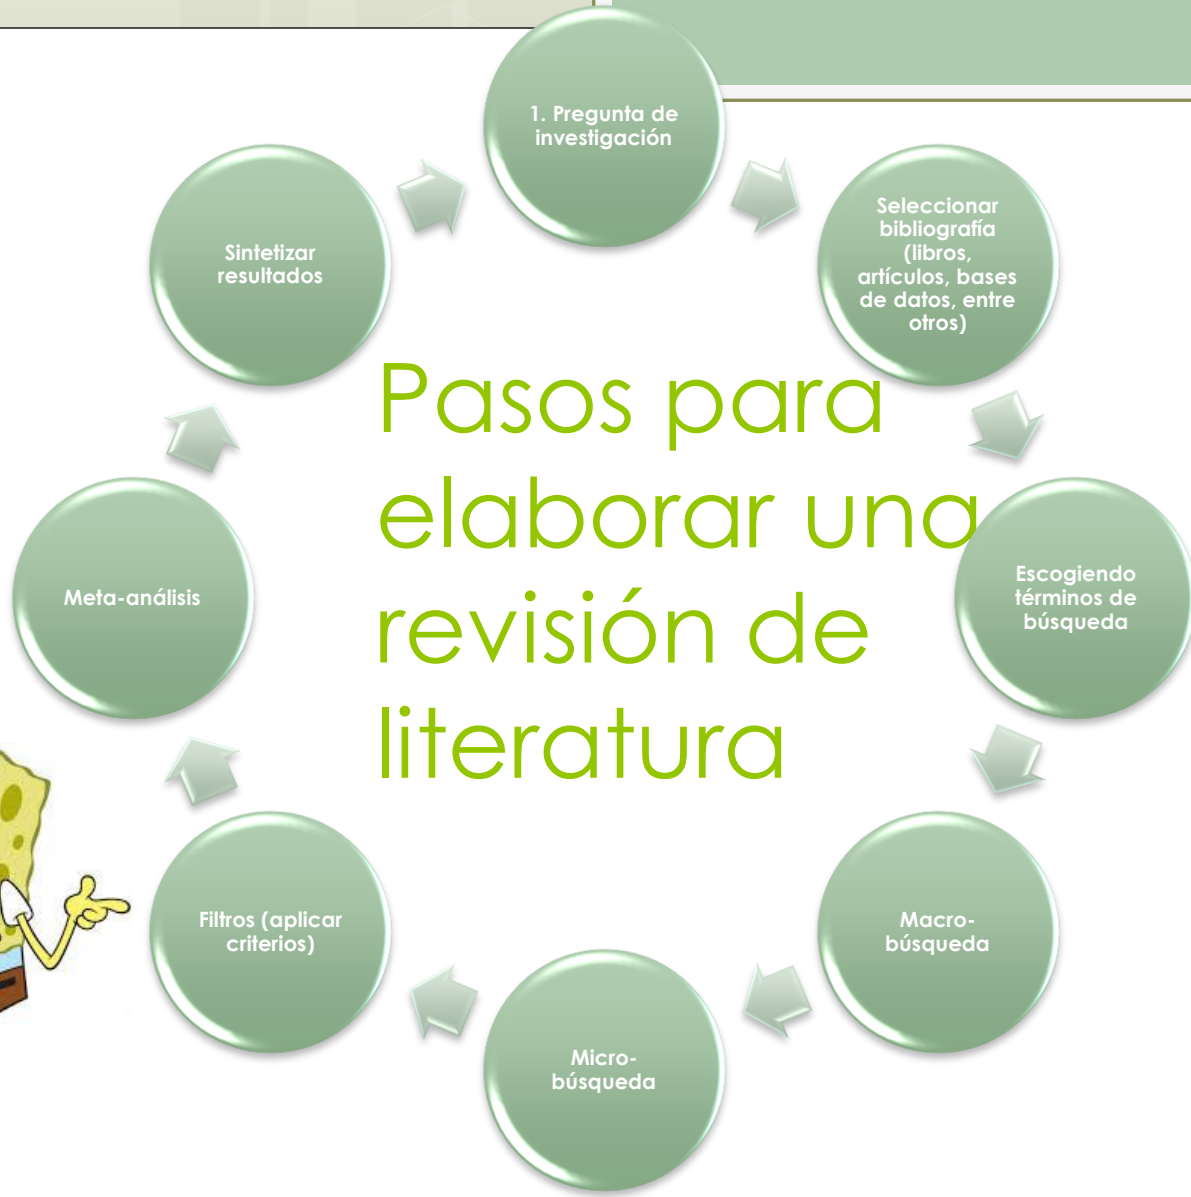 1. Pregunta de
investigación
Seleccionar
bibliografía
(libros,
artículos, bases
de datos, entre
otros)
Escogiendo
términos de
búsqueda
Macro-
búsqueda
Micro-
búsqueda
Filtros (aplicar
criterios)
Meta-análisis
Sintetizar
resultados
Pasos para
elaborar una
revisión de
literatura